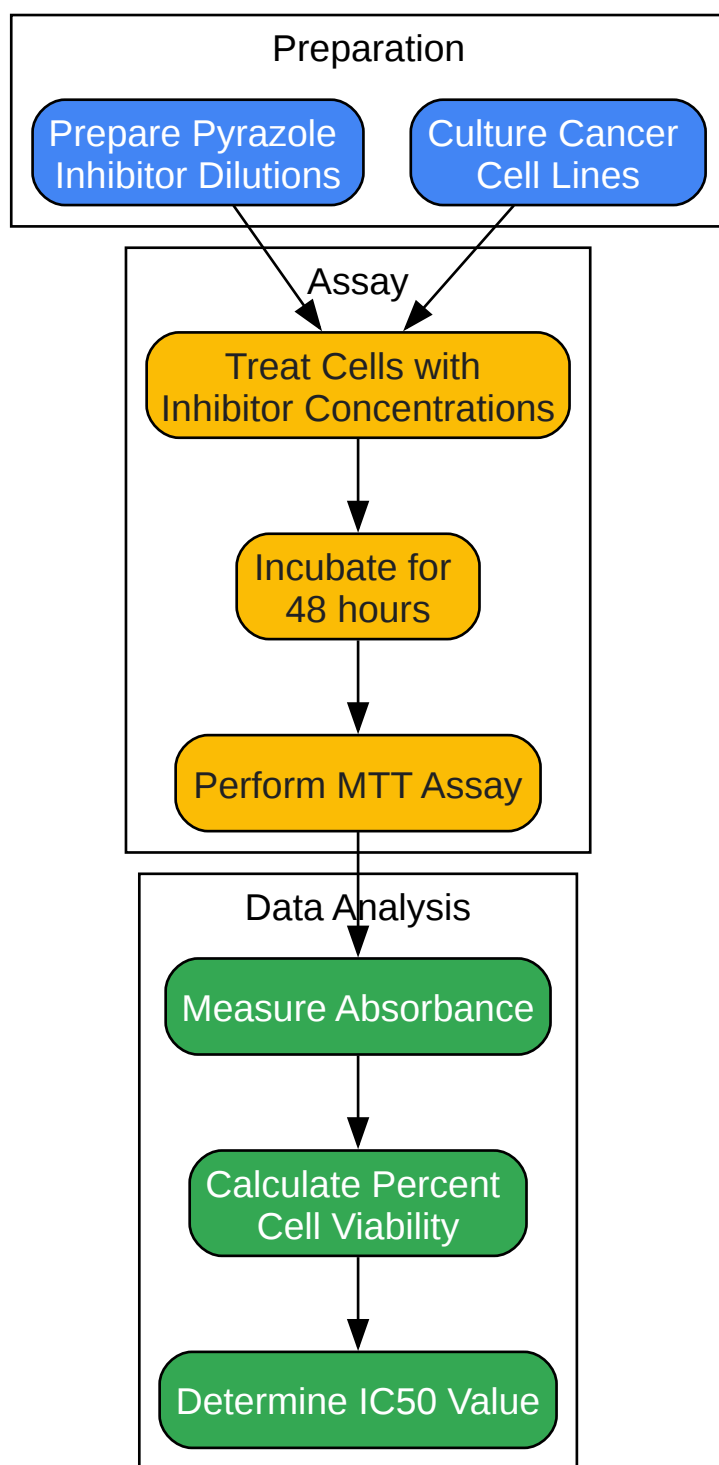 Preparation
Prepare Pyrazole
Inhibitor Dilutions
Culture Cancer
Cell Lines
Assay
Treat Cells with
Inhibitor Concentrations
Incubate for
48 hours
Perform MTT Assay
Data Analysis
Measure Absorbance
Calculate Percent
Cell Viability
Determine IC50 Value